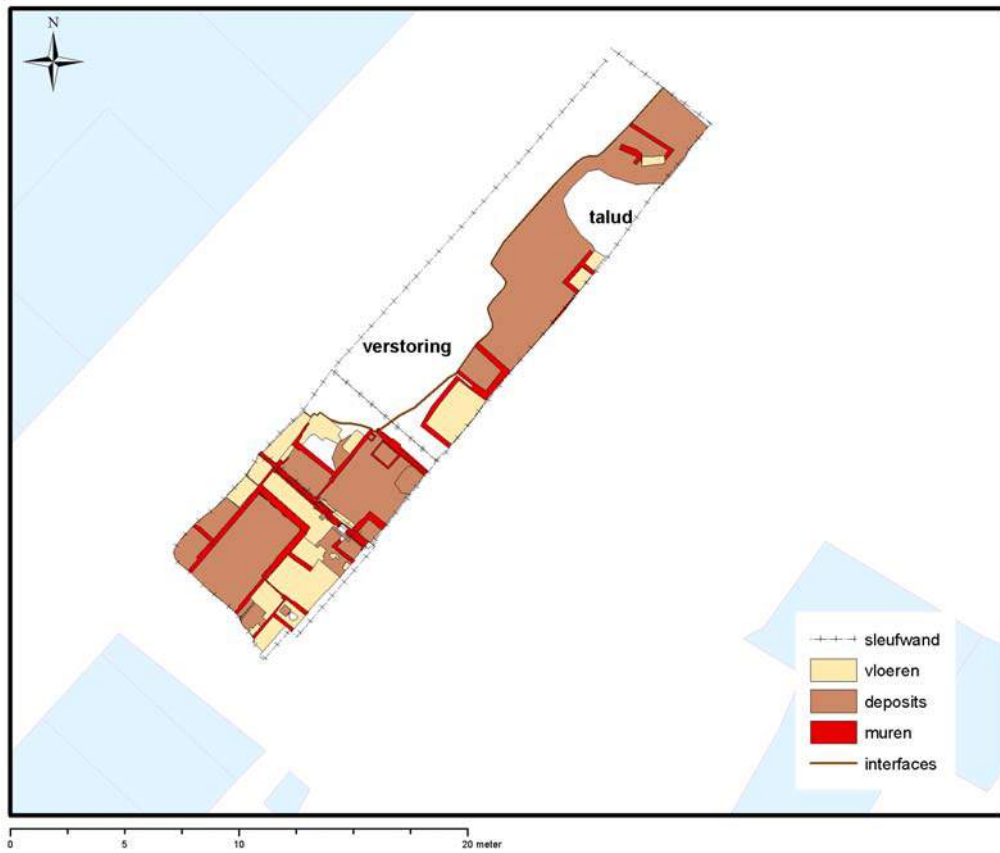 N
talud
verstoring
sleufwand
vloeren
deposits
muren
interfaces
0 5 10 20 meter